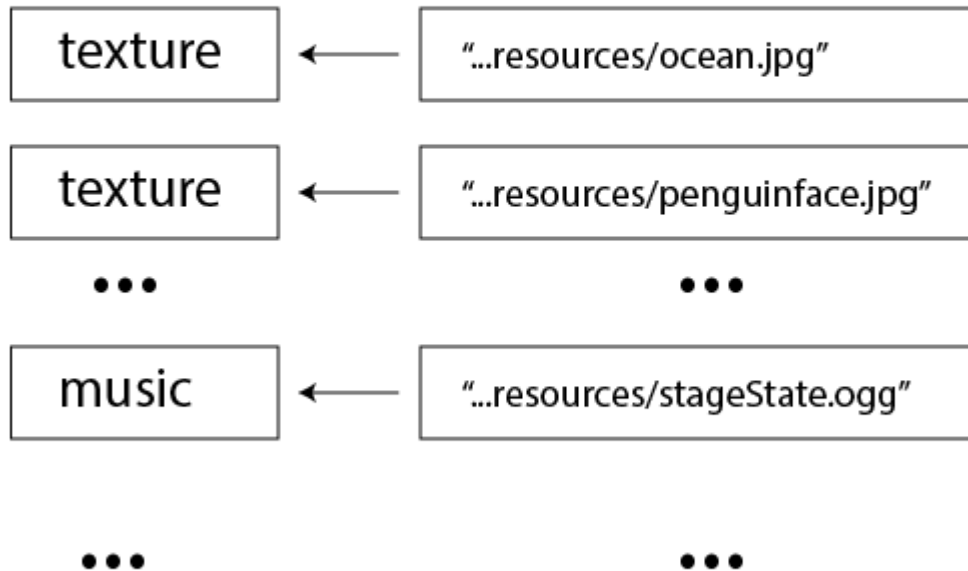 texture “...resources/ocean.jpg”
texture “...resources/penguinface.jpg”
••• •••
music “...resources/stageState.ogg”
••• •••